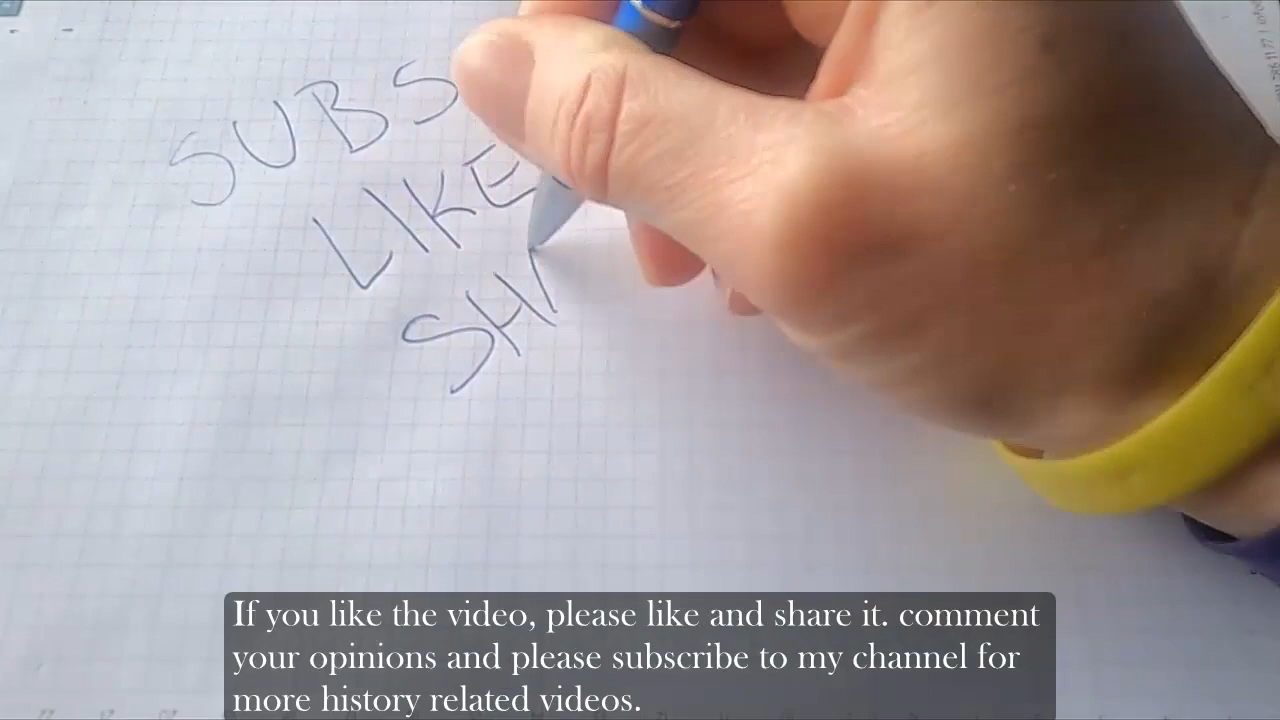 SUBS
LIKE
SH
If you like the video, please like and share it. comment
your opinions and please subscribe to my channel for
more history related videos.